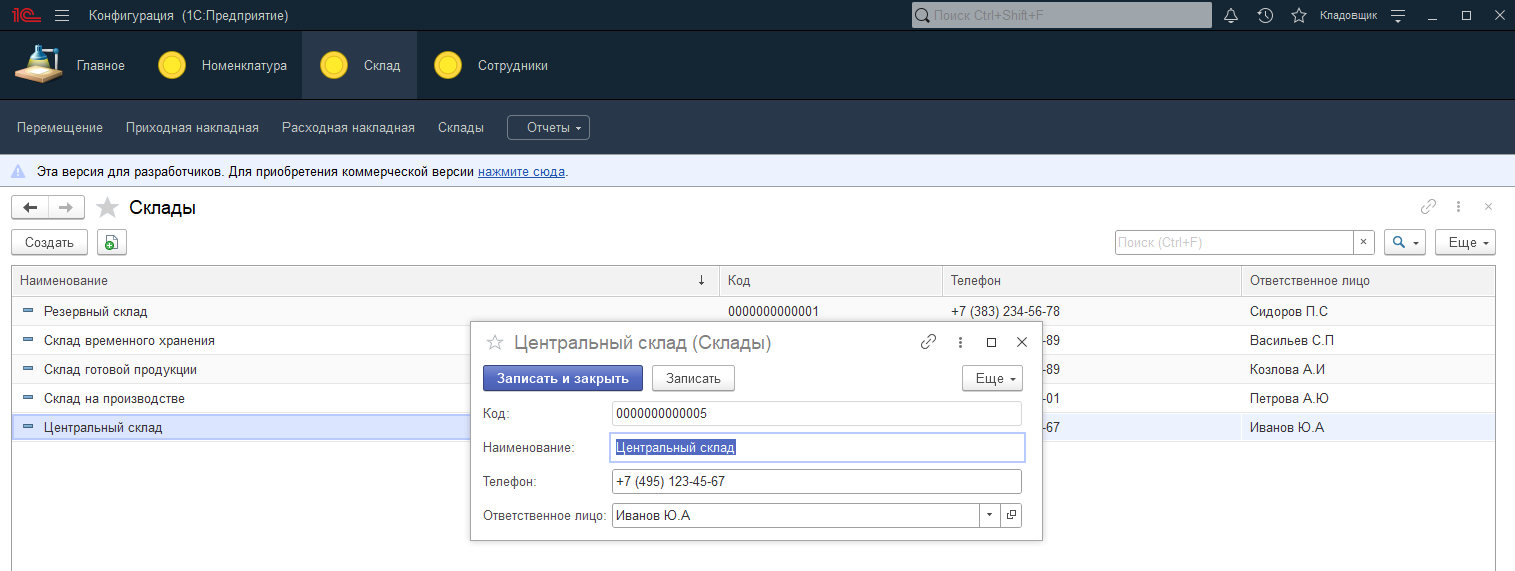 1С Конфигурация (1С:Предприятие) Поиск Ctrl+Shift+F Кладовщик
Главное Номенклатура Склад Сотрудники
Перемещение Приходная накладная Расходная накладная Склады Отчеты
Эта версия для разработчиков. Для приобретения коммерческой версии нажмите сюда.
Склады
Создать Поиск (Ctrl+F) × Еще
Наименование ↓ Код Телефон Ответственное лицо
Резервный склад 0000000000001 +7 (383) 234-56-78 Сидоров П.С
Склад временного хранения -89 Васильев С.П
Склад готовой продукции -89 Козлова А.И
Склад на производстве -01 Петрова А.Ю
Центральный склад -67 Иванов Ю.А
Центральный склад (Склады)
Записать и закрыть Записать Еще
Код: 0000000000005
Наименование: Центральный склад
Телефон: +7 (495) 123-45-67
Ответственное лицо: Иванов Ю.А